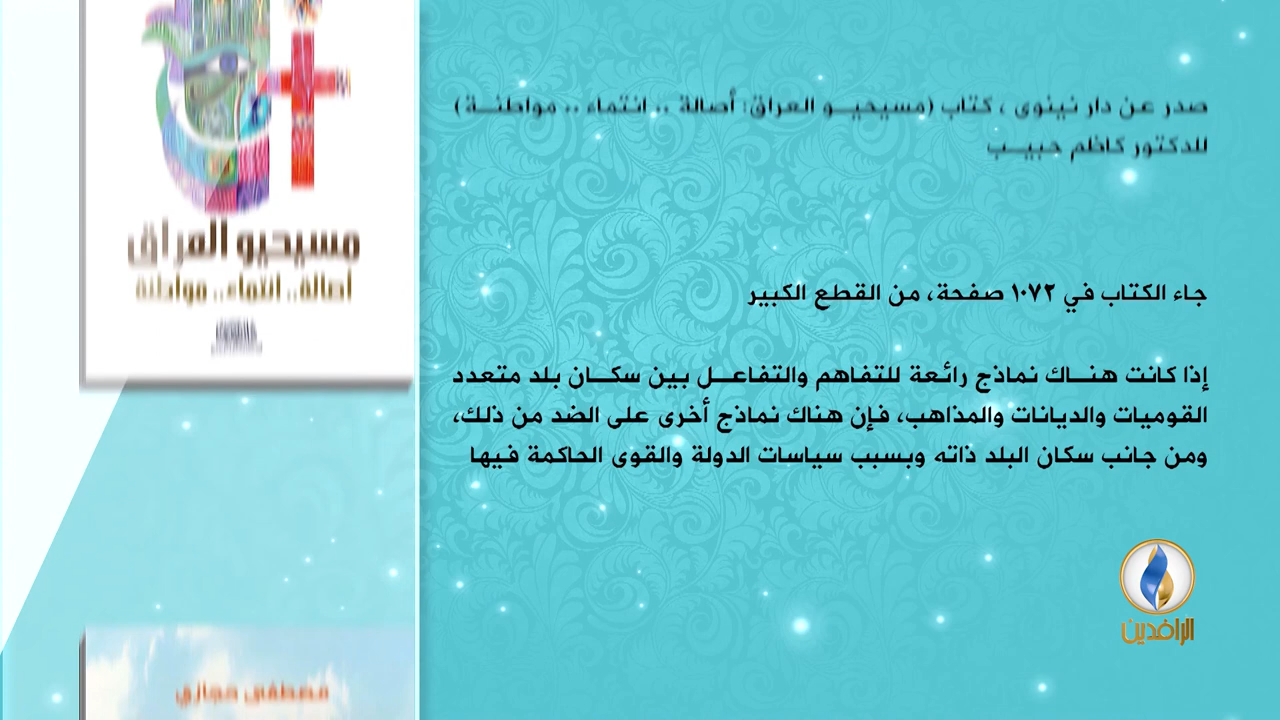 صدر عن دار نينوى ، كتاب (مسيحيو العراق: أصالة .. انتماء .. مواطنة )
للدكتور كاظم حبيب
جاء الكتاب في ١٠٧٢ صفحة، من القطع الكبير
إذا كانت هناك نماذج رائعة للتفاهم والتفاعل بين سكان بلد متعدد
القوميات والديانات والمذاهب، فإن هناك نماذج أخرى على الضد من ذلك،
ومن جانب سكان البلد ذاته وبسبب سياسات الدولة والقوى الحاكمة فيها
الرافدين
مسيحيو العراق
أصالة.. انتماء.. مواطنة
مصطفى حجازي